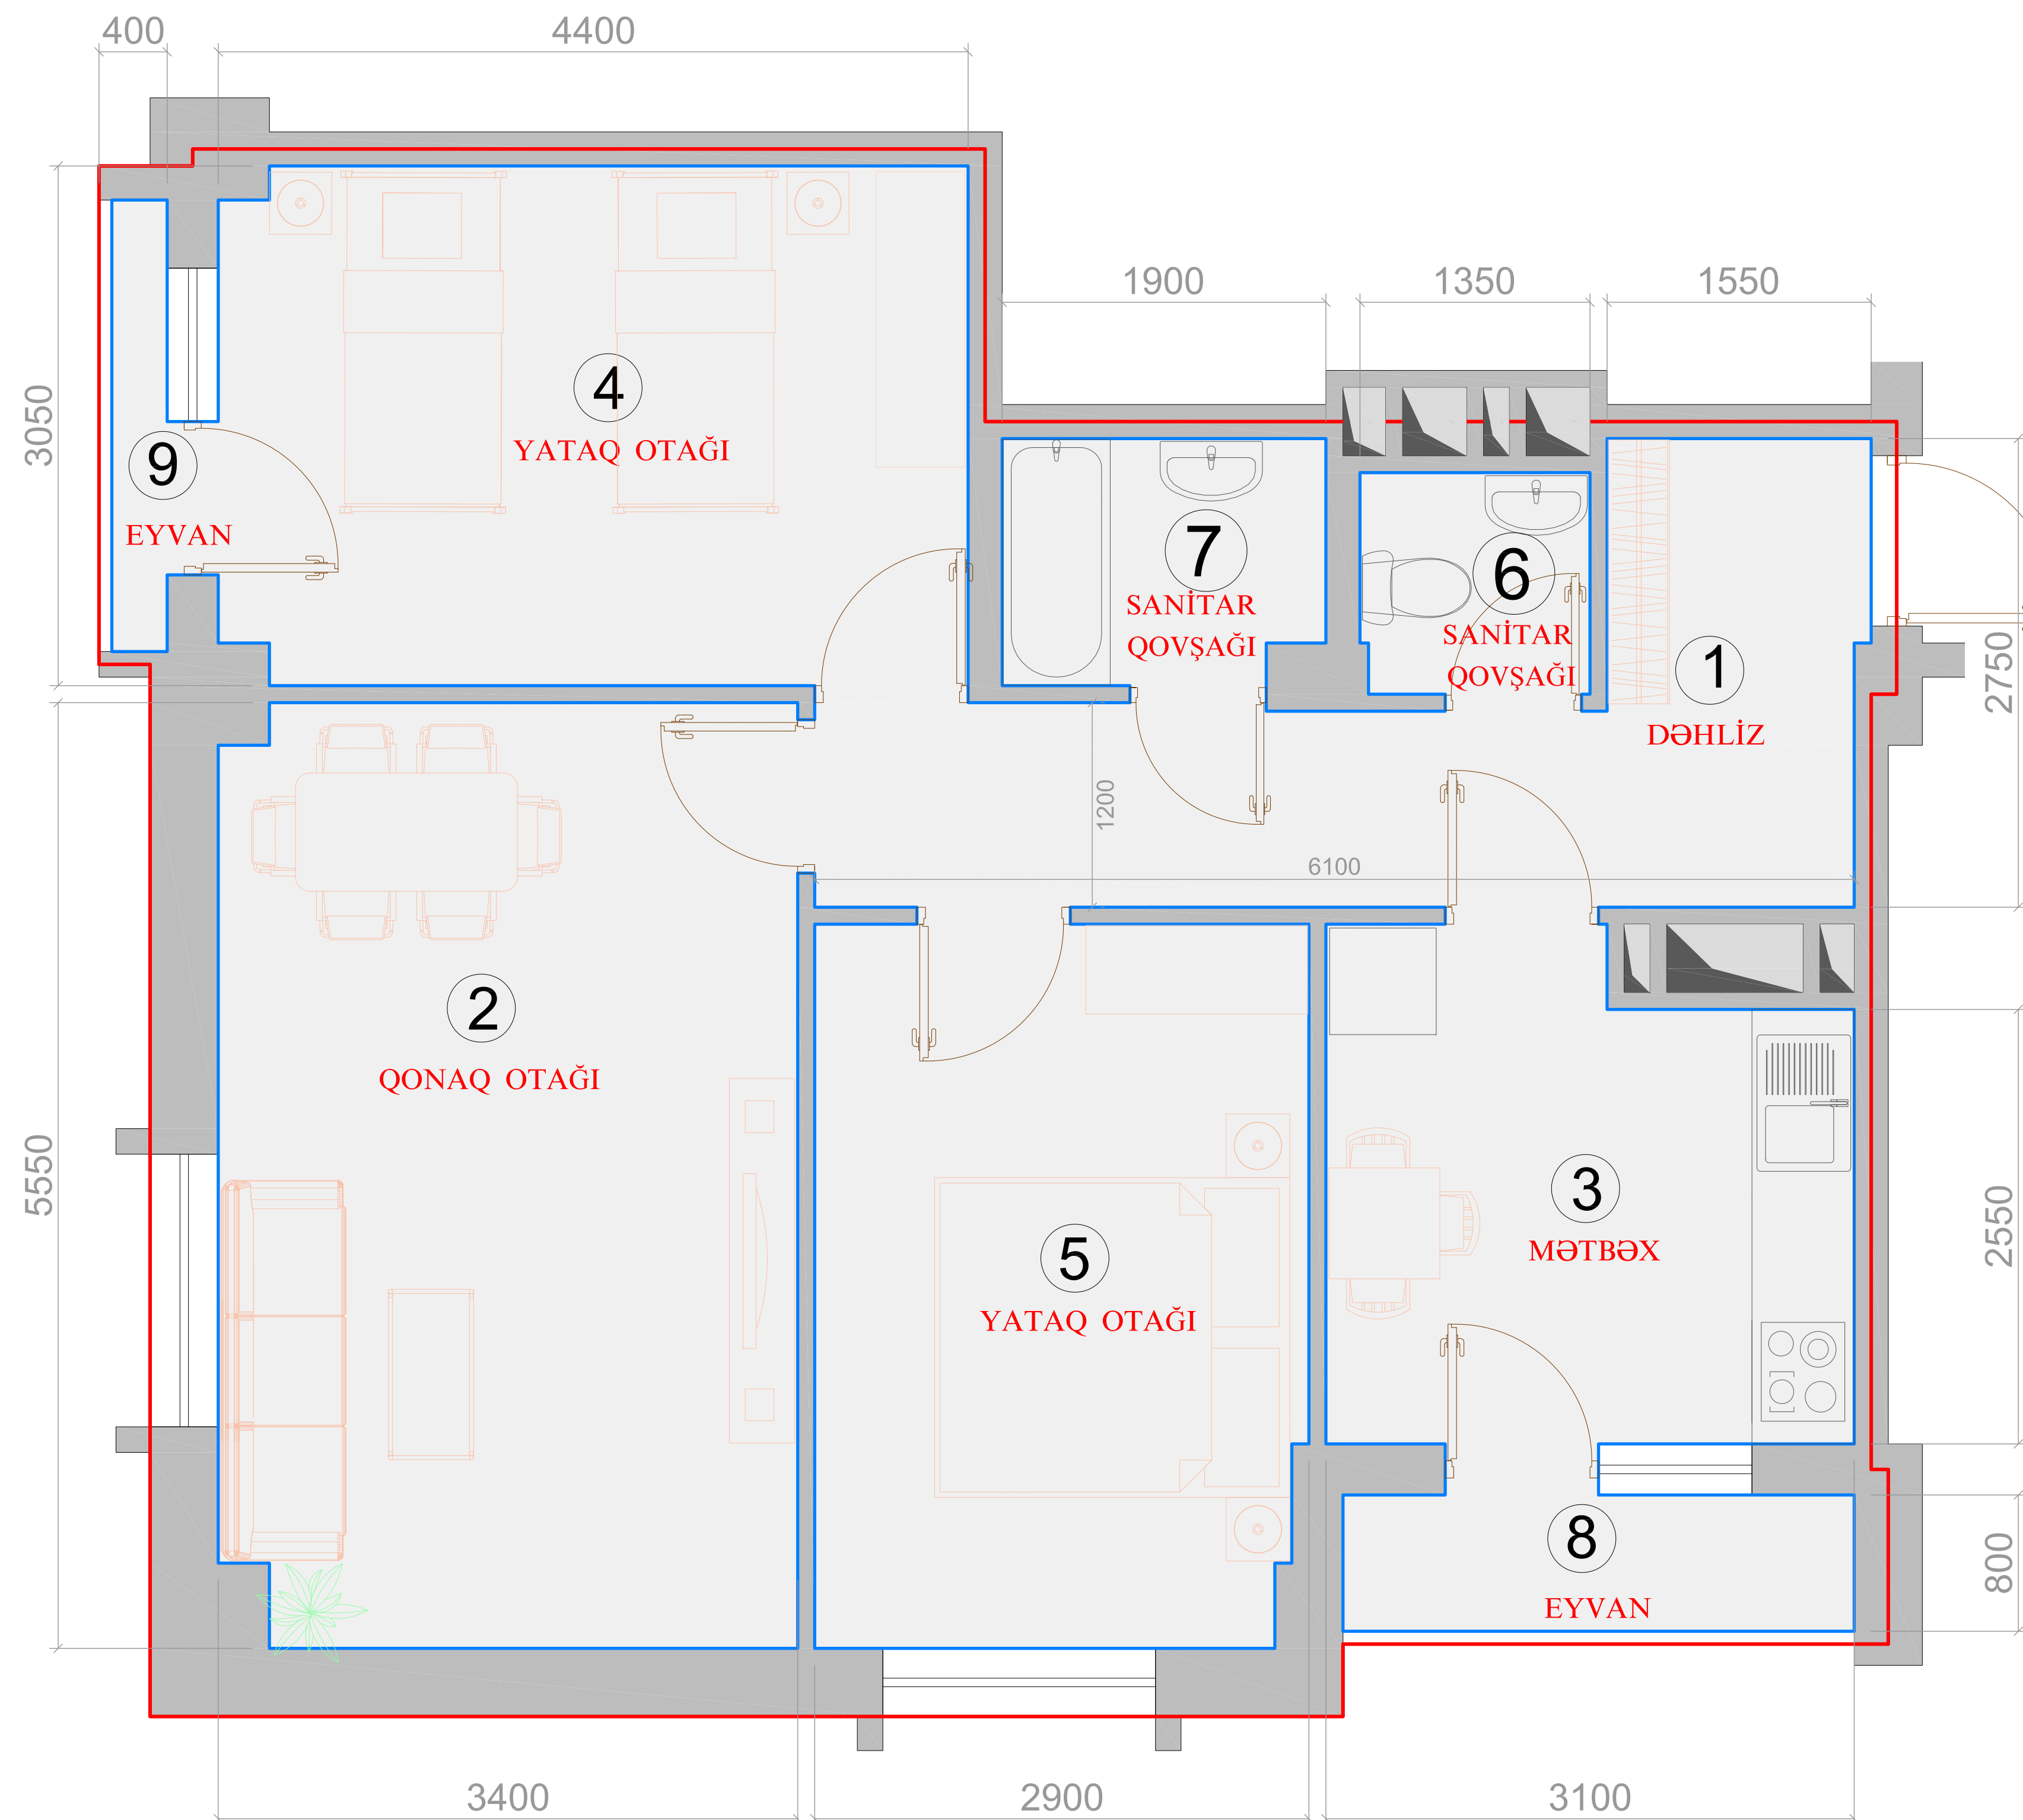 400
4400
1900
1350
1550
3050
4
YATAQ OTAĞI
9
EYVAN
7
SANİTAR
QOVŞAĞI
6
SANİTAR
QOVŞAĞI
1
DƏHLİZ
2750
1200
6100
2
QONAQ OTAĞI
5550
5
YATAQ OTAĞI
3
MƏTBƏX
2550
8
EYVAN
800
3400
2900
3100